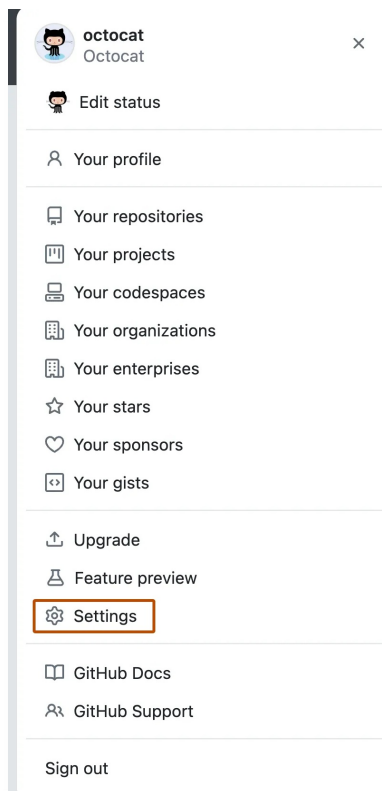 octocat
Octocat
Edit status
Your profile
Your repositories
Your projects
Your codespaces
Your organizations
Your enterprises
Your stars
Your sponsors
Your gists
Upgrade
Feature preview
Settings
GitHub Docs
GitHub Support
Sign out